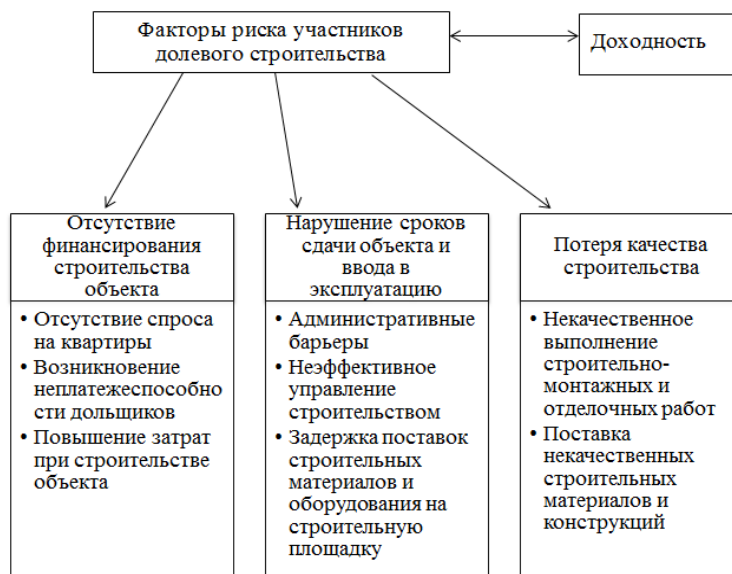 Факторы риска участников
долевого строительства
Доходность
Отсутствие
финансирования
строительства
объекта
• Отсутствие спроса
на квартиры
• Возникновение
неплатежеспособно
сти дольщиков
• Повышение затрат
при строительстве
объекта
Нарушение сроков
сдачи объекта и
ввода в
эксплуатацию
• Административные
барьеры
• Неэффективное
управление
строительством
• Задержка поставок
строительных
материалов и
оборудования на
строительную
площадку
Потеря качества
строительства
• Некачественное
выполнение
строительно-
монтажных и
отделочных работ
• Поставка
некачественных
строительных
материалов и
конструкций